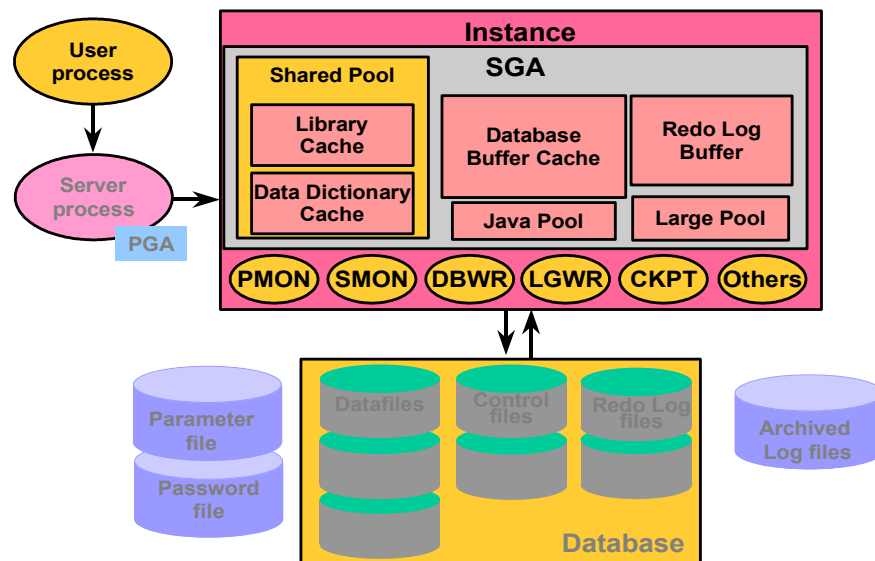 User
process
Instance
SGA
Shared Pool
Library
Cache
Data Dictionary
Cache
Database
Buffer Cache
Redo Log
Buffer
Java Pool
Large Pool
Server
process
PGA
PMON
SMON
DBWR
LGWR
CKPT
Others
Parameter
file
Password
file
Datafiles
Control
files
Redo Log
files
Database
Archived
Log files